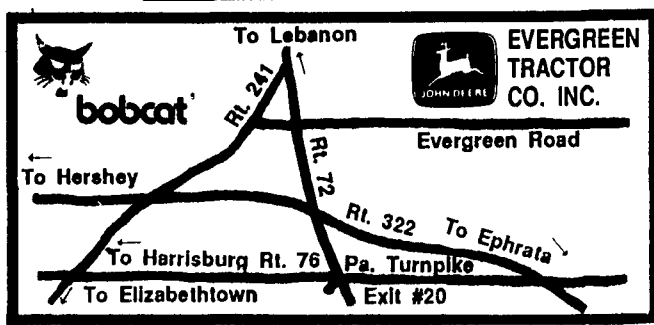 To Lebanon
bobcat
JOHN DEERE
EVERGREEN
TRACTOR
CO. INC.
Rt. 241
Evergreen Road
Rt. 72
To Hershey
Rt. 322
To Ephrata
To Harrisburg Rt. 76
Pa. Turnpike
To Elizabethtown
Exit #20